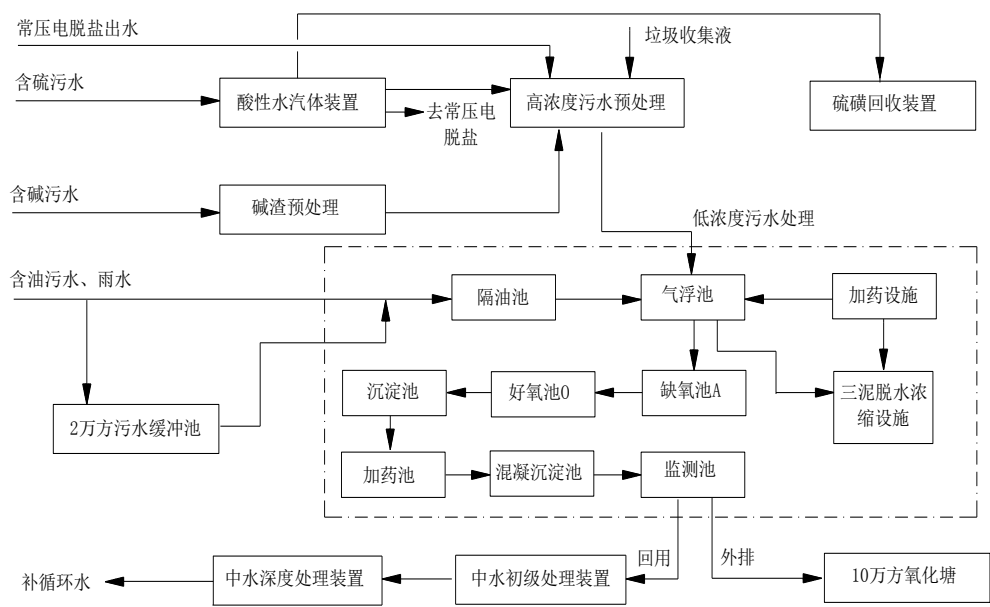 常压电脱盐出水
垃圾收集液
含硫污水
酸性水汽体装置
去常压电
脱盐
高浓度污水预处理
硫磺回收装置
含碱污水
碱渣预处理
低浓度污水处理
含油污水、雨水
隔油池
气浮池
加药设施
2万方污水缓冲池
沉淀池
好氧池O
缺氧池A
三泥脱水浓
缩设施
加药池
混凝沉淀池
监测池
回用
外排
补循环水
中水深度处理装置
中水初级处理装置
10万方氧化塘